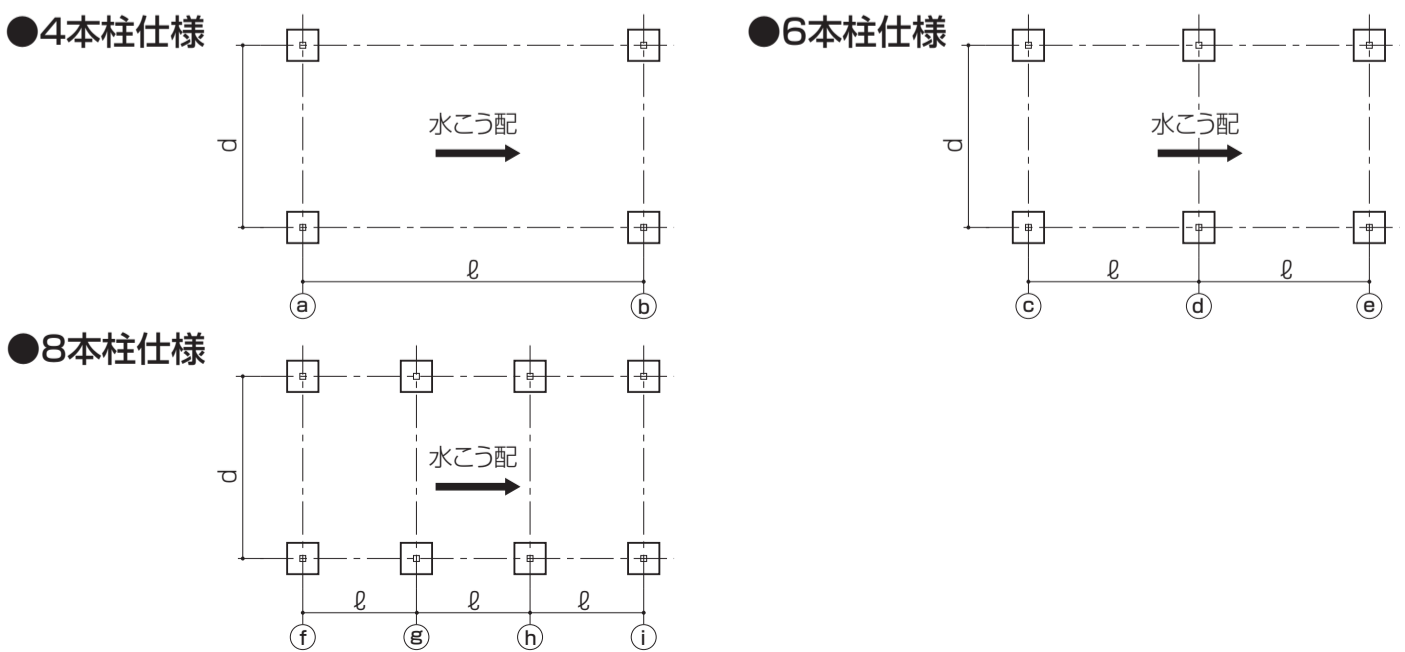 ●4本柱仕様
d
水こう配
ℓ
ⓐ ⓑ
●6本柱仕様
d
水こう配
ℓ ℓ
ⓒ ⓓ ⓔ
●8本柱仕様
d
水こう配
ℓ ℓ ℓ
ⓕ ⓖ ⓗ ⓘ